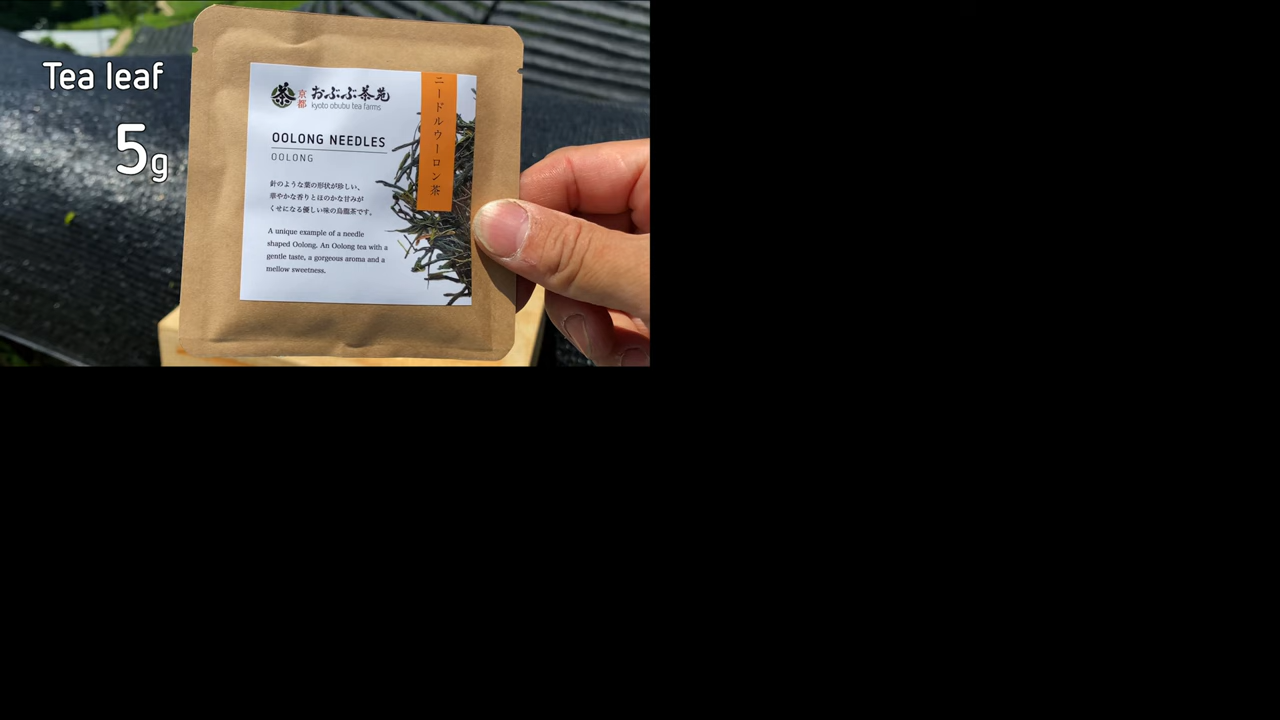 Tea leaf
5g
茶
京都
おぶぶ茶苑
kyoto obubu tea farms
OOLONG NEEDLES
OOLONG
針のような葉の形状が珍しい、
華やかな香りとほのかな甘みが
くせになる優しい味の烏龍茶です。
A unique example of a needle
shaped Oolong. An Oolong tea with a
gentle taste, a gorgeous aroma and a
mellow sweetness.
ニードルウーロン茶